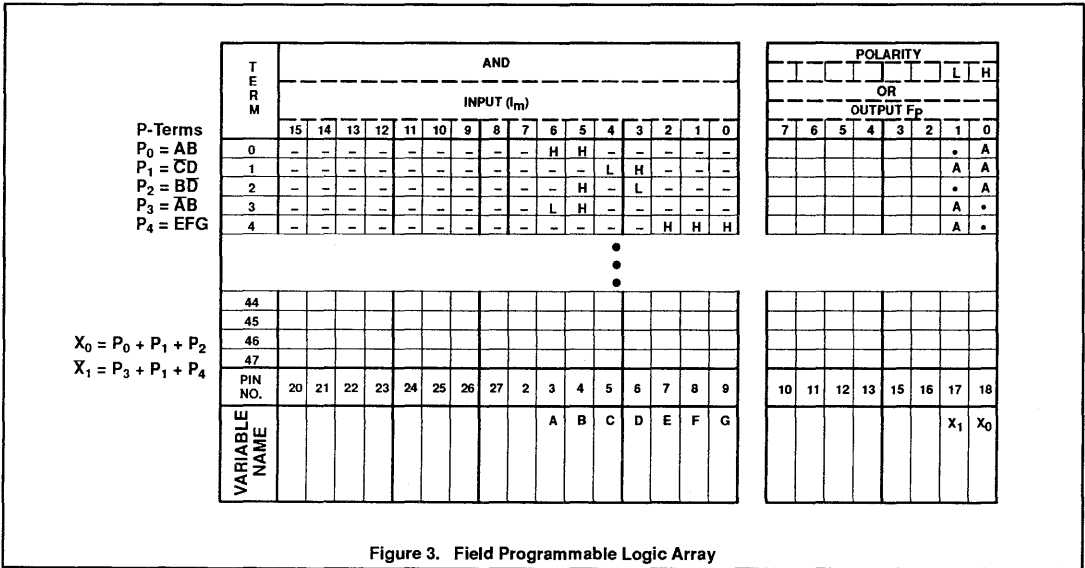 TERM
AND
INPUT (Im)
POLARITY
L H
OR
OUTPUT FP
P-Terms
15 14 13 12 11 10 9 8 7 6 5 4 3 2 1 0
7 6 5 4 3 2 1 0
P0 = AB
0 – – – – – – – – – H H – – – – –
• A
P1 = C̅D
1 – – – – – – – – – – – L H – – –
A A
P2 = BD̅
2 – – – – – – – – – – H – L – – –
• A
P3 = A̅B
3 – – – – – – – – – L H – – – – –
A •
P4 = EFG
4 – – – – – – – – – – – – – H H H
A •
44
45
46
47
X0 = P0 + P1 + P2
X̅1 = P3 + P1 + P4
PIN NO.
20 21 22 23 24 25 26 27 2 3 4 5 6 7 8 9
10 11 12 13 15 16 17 18
VARIABLE NAME
A B C D E F G
X1 X0
Figure 3. Field Programmable Logic Array